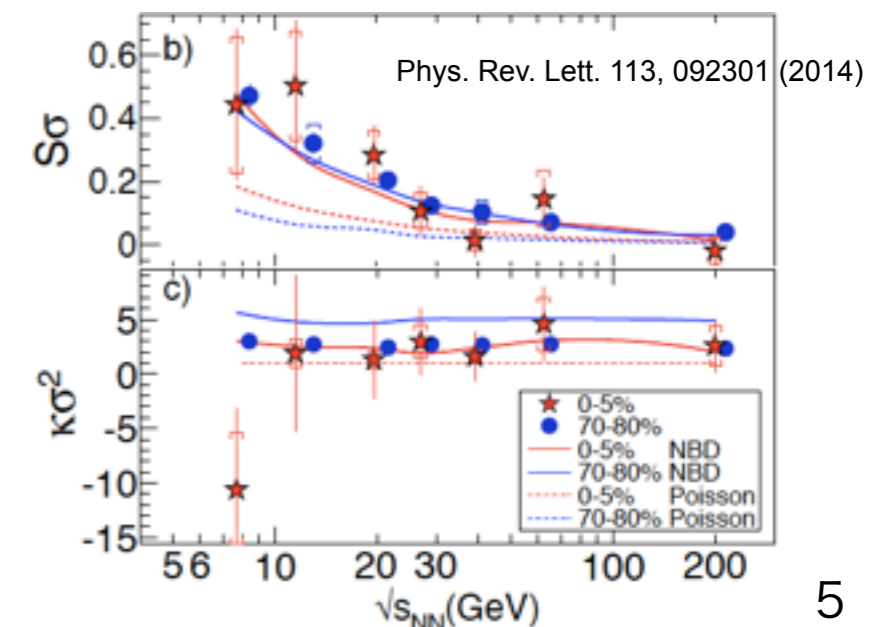 b)
Phys. Rev. Lett. 113, 092301 (2014)
Sσ
0.6
0.4
0.2
0
c)
κσ²
5
0
-5
-10
-15
0-5%
70-80%
0-5% NBD
70-80% NBD
0-5% Poisson
70-80% Poisson
5 6 10 20 30 100 200
√sNN(GeV)
5